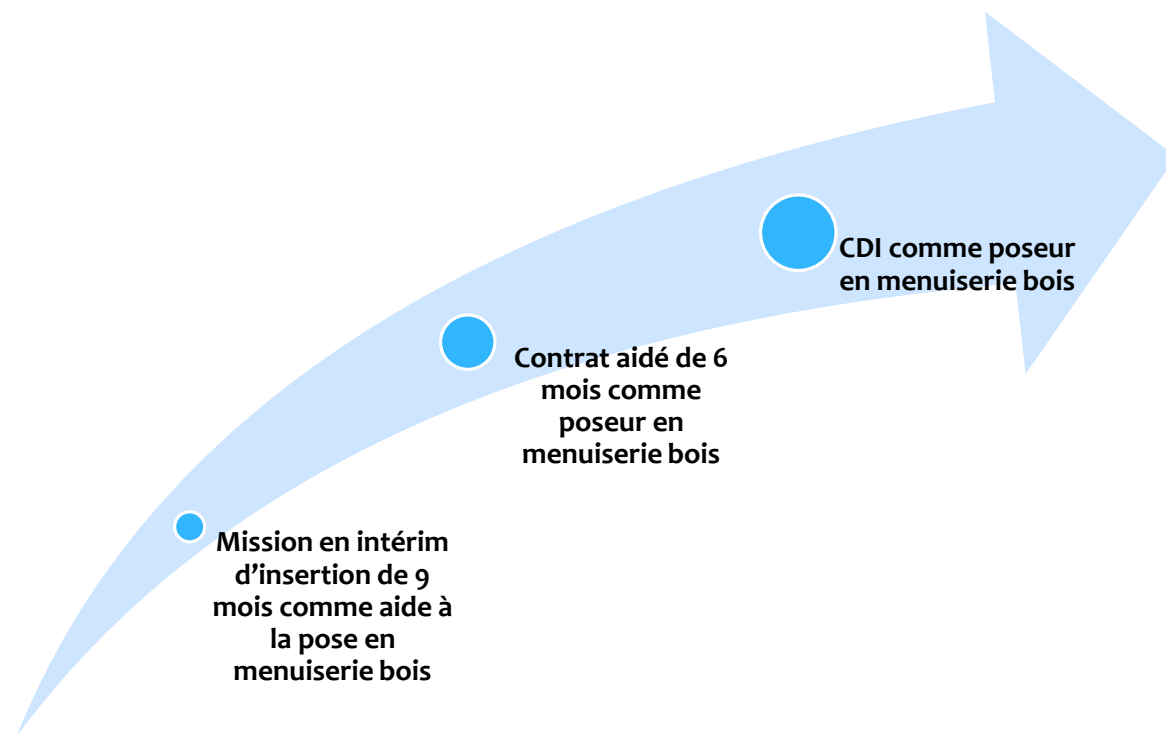 CDI comme poseur
en menuiserie bois
Contrat aidé de 6
mois comme
poseur en
menuiserie bois
Mission en intérim
d’insertion de 9
mois comme aide à
la pose en
menuiserie bois